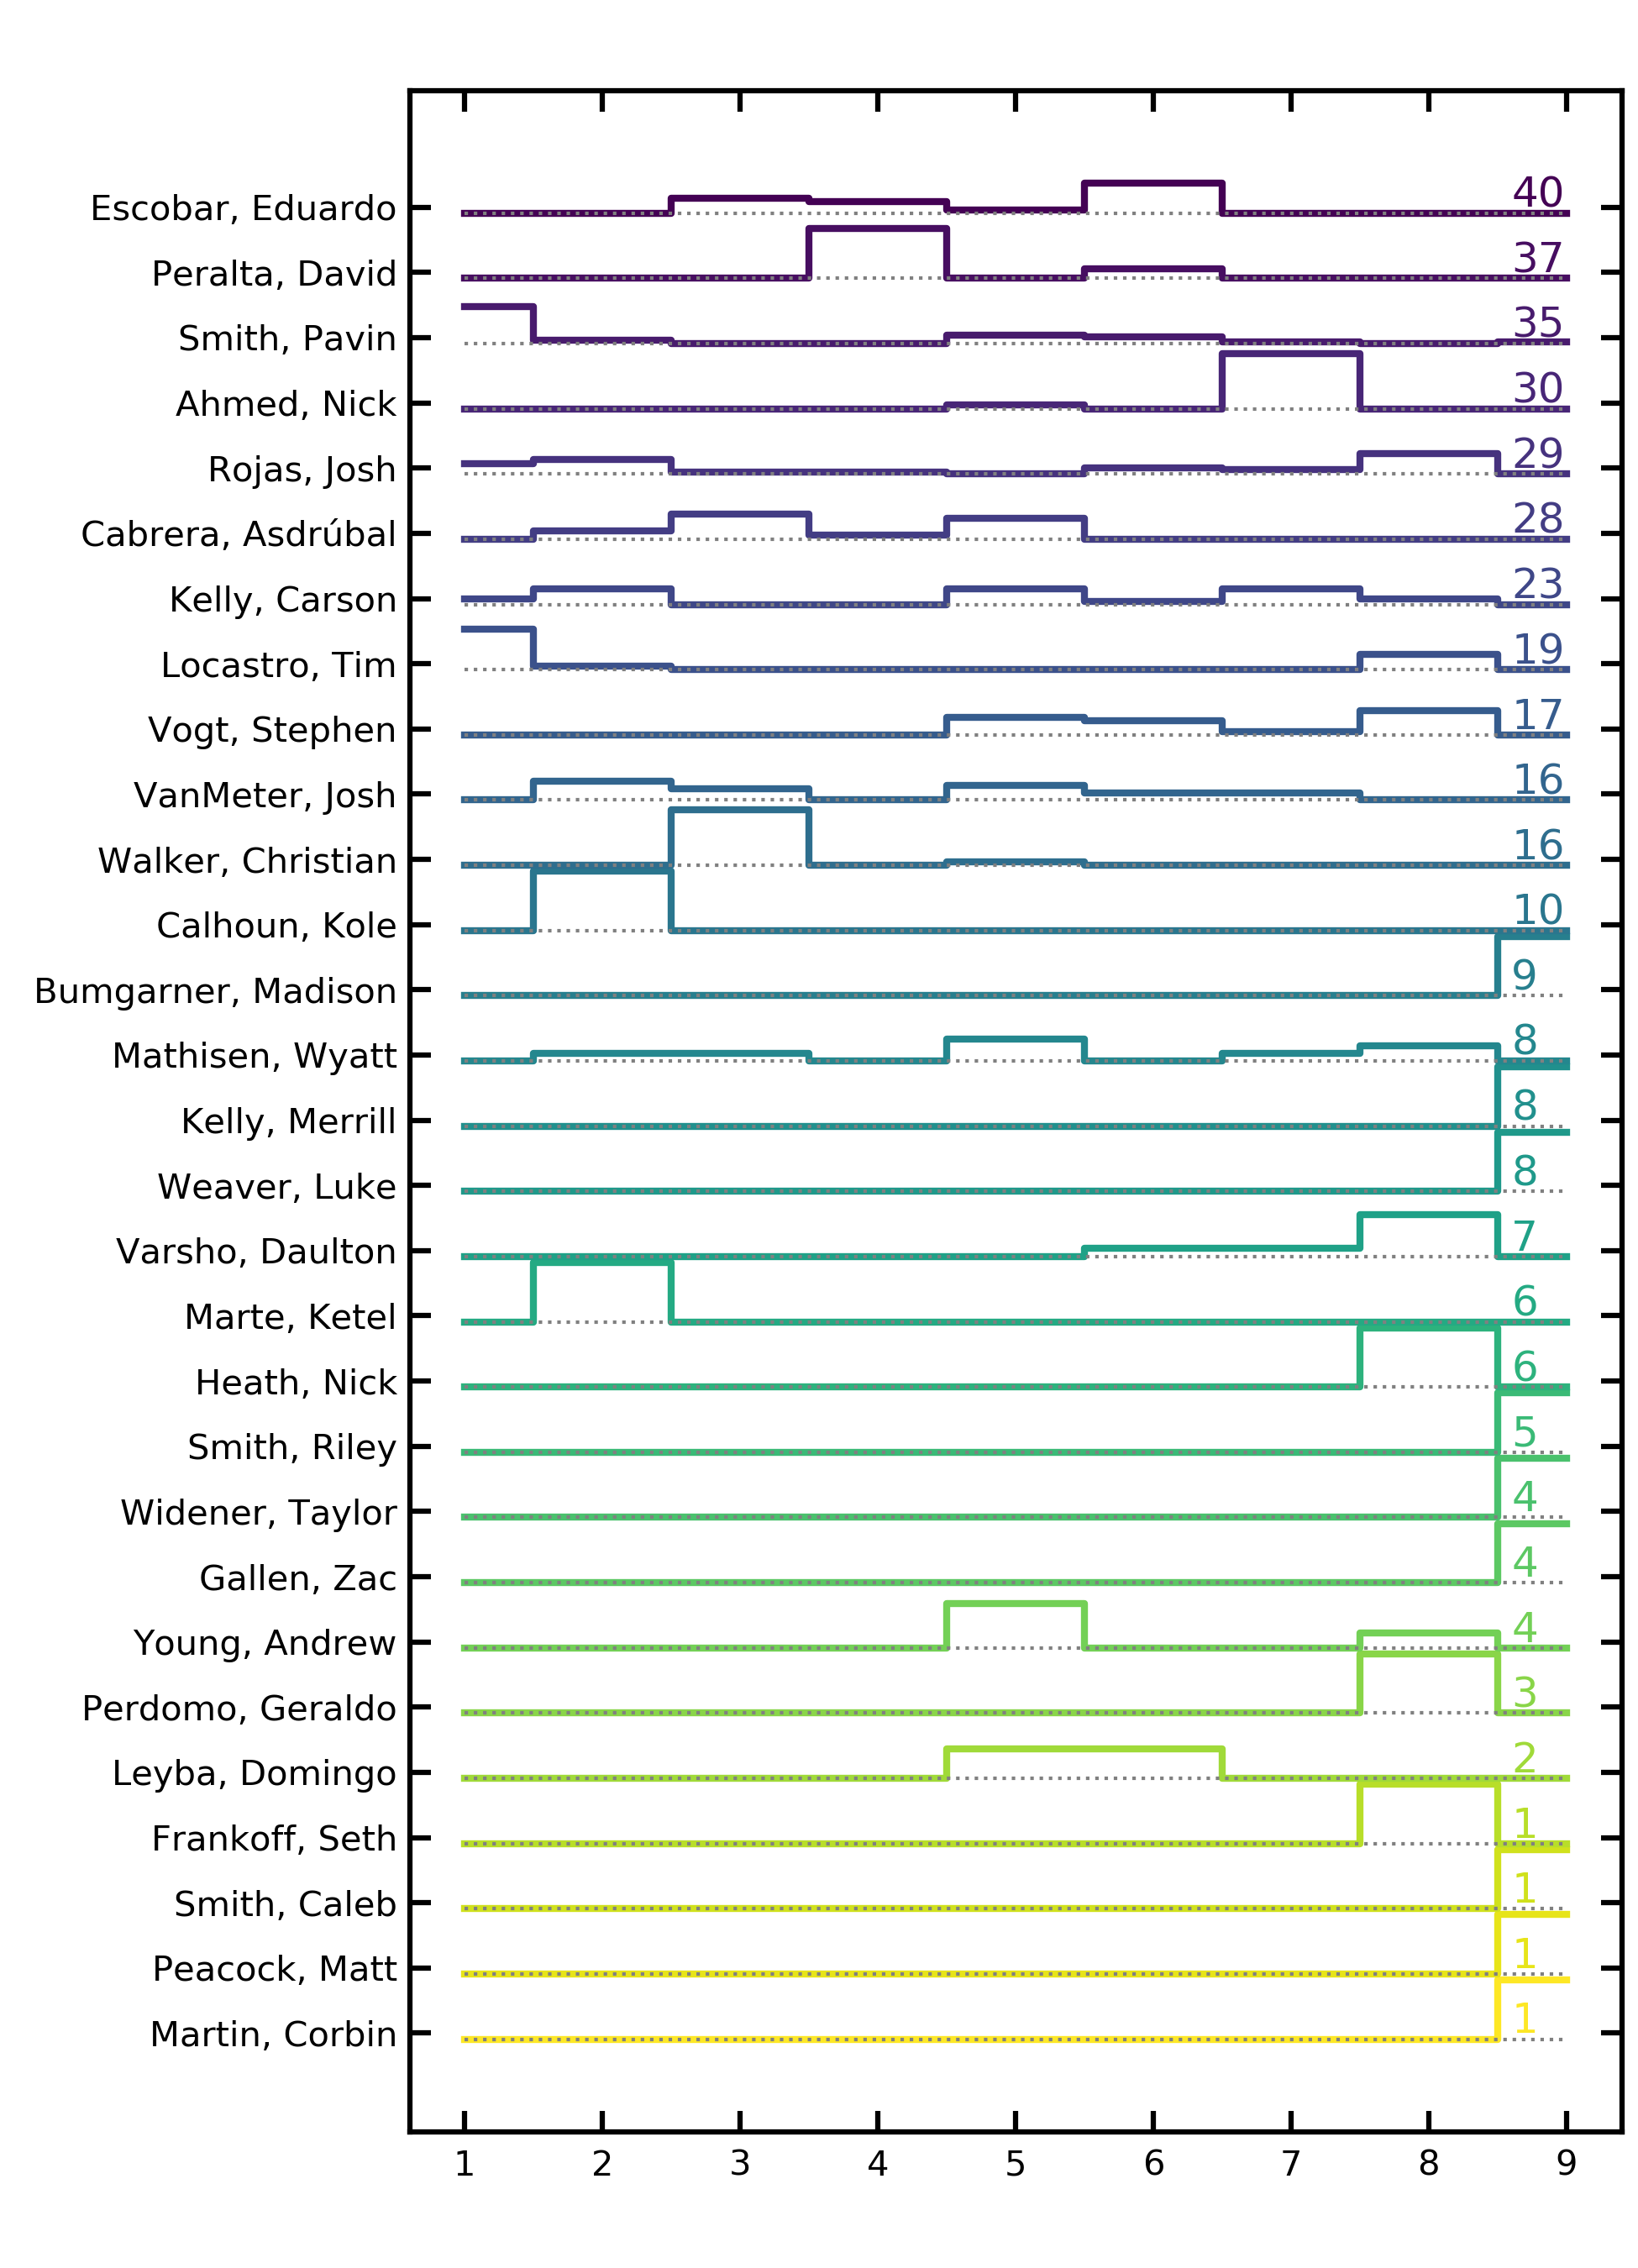 Escobar, Eduardo 40
Peralta, David 37
Smith, Pavin 35
Ahmed, Nick 30
Rojas, Josh 29
Cabrera, Asdrúbal 28
Kelly, Carson 23
Locastro, Tim 19
Vogt, Stephen 17
VanMeter, Josh 16
Walker, Christian 16
Calhoun, Kole 10
Bumgarner, Madison 9
Mathisen, Wyatt 8
Kelly, Merrill 8
Weaver, Luke 8
Varsho, Daulton 7
Marte, Ketel 6
Heath, Nick 6
Smith, Riley 5
Widener, Taylor 4
Gallen, Zac 4
Young, Andrew 4
Perdomo, Geraldo 3
Leyba, Domingo 2
Frankoff, Seth 1
Smith, Caleb 1
Peacock, Matt 1
Martin, Corbin 1
1 2 3 4 5 6 7 8 9